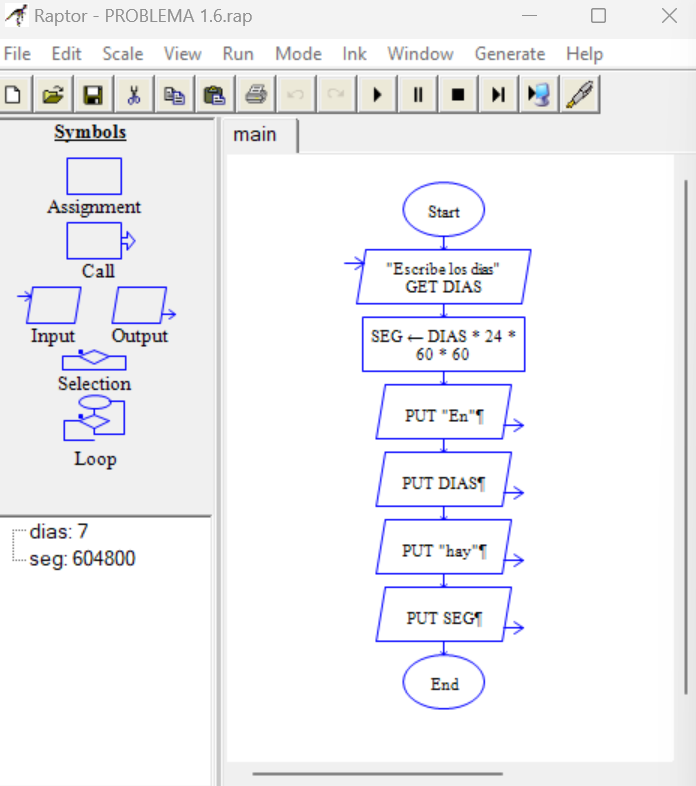 Raptor - PROBLEMA 1.6.rap
File Edit Scale View Run Mode Ink Window Generate Help
Symbols
Assignment
Call
Input Output
Selection
Loop
dias: 7
seg: 604800
main
Start
"Escribe los dias"
GET DIAS
SEG ← DIAS * 24 *
60 * 60
PUT "En"¶
PUT DIAS¶
PUT "hay"¶
PUT SEG¶
End